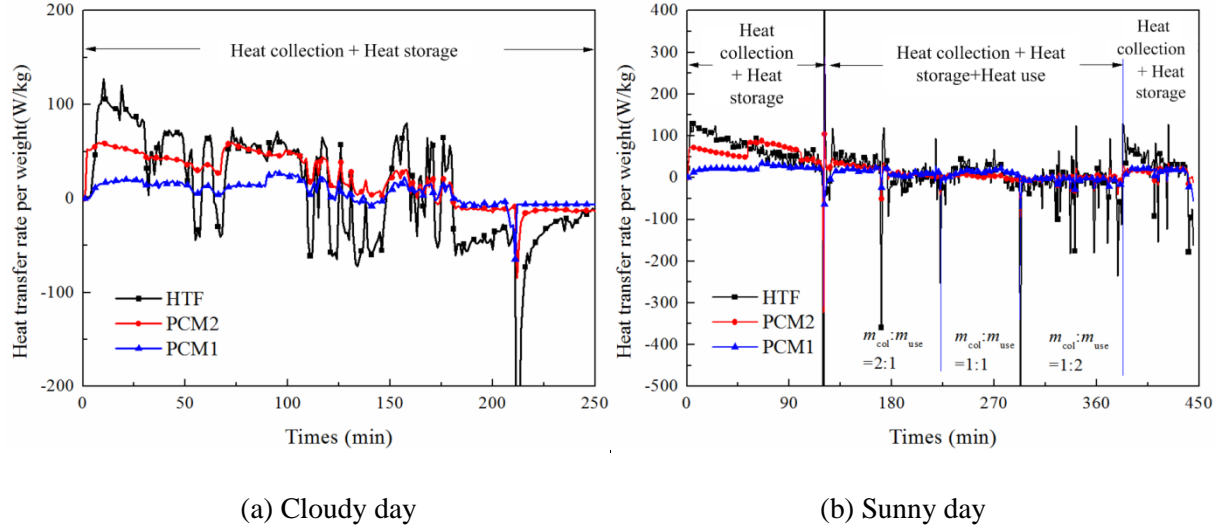 Heat transfer rate per weight(W/kg)
200
100
0
-100
-200
Heat collection + Heat storage
HTF
PCM2
PCM1
0
50
100
150
200
250
Times (min)
(a) Cloudy day
Heat transfer rate per weight(W/kg)
400
300
200
100
0
-100
-200
-300
-400
-500
Heat
collection
+ Heat
storage
Heat collection + Heat
storage+Heat use
Heat
collection
+ Heat
storage
HTF
PCM2
PCM1
mcol:muse
=2:1
mcol:muse
=1:1
mcol:muse
=1:2
0
90
180
270
360
450
Times (min)
(b) Sunny day